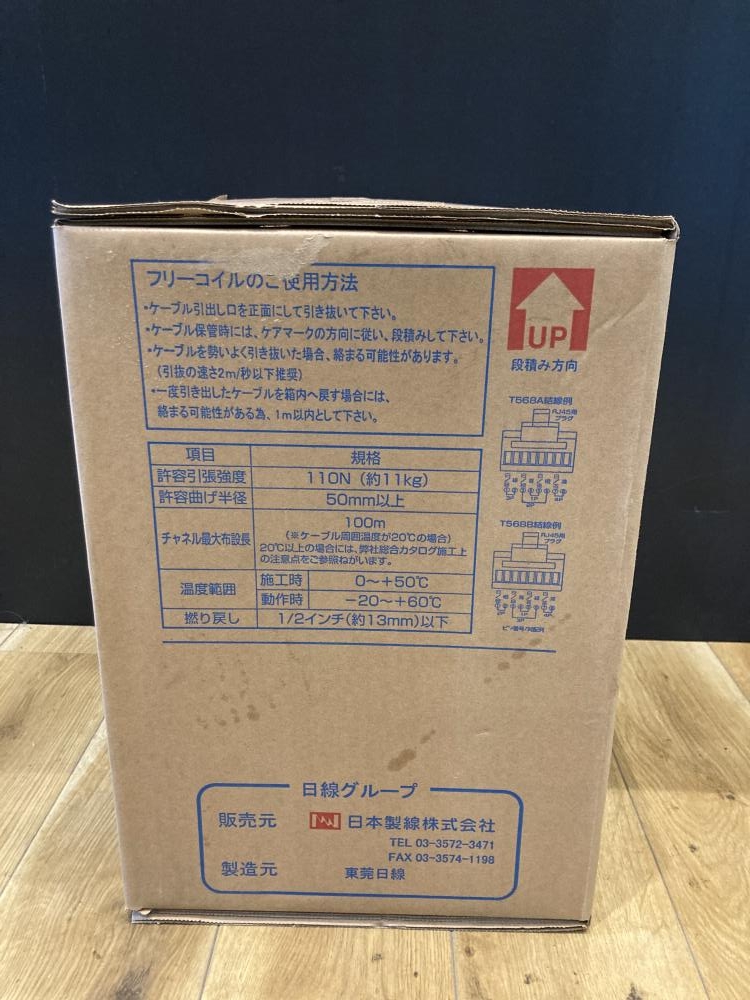 フリーコイルのご使用方法
・ケーブル引出し口を正面にして引き抜いて下さい。
・ケーブル保管時には、ケアマークの方向に従い、段積みして下さい。
・ケーブルを勢いよく引き抜いた場合、絡まる可能性があります。
（引抜の速さ2m/秒以下推奨）
・一度引き出したケーブルを箱内へ戻す場合には、
絡まる可能性がある為、1m以内として下さい。
UP
段積み方向
項目 規格
許容引張強度 110N（約11kg）
許容曲げ半径 50mm以上
チャネル最大布設長 100m
（※ケーブル周囲温度が20℃の場合）
20℃以上の場合には、弊社総合カタログ施工上
の注意点をご参照ねがいます。
温度範囲 施工時 0～+50℃
動作時 −20～+60℃
撚り戻し 1/2インチ（約13mm）以下
T568A結線例
RJ45用
プラグ
T568B結線例
RJ45用
プラグ
日線グループ
販売元 日本製線株式会社
TEL 03-3572-3471
FAX 03-3574-1198
製造元 東莞日線